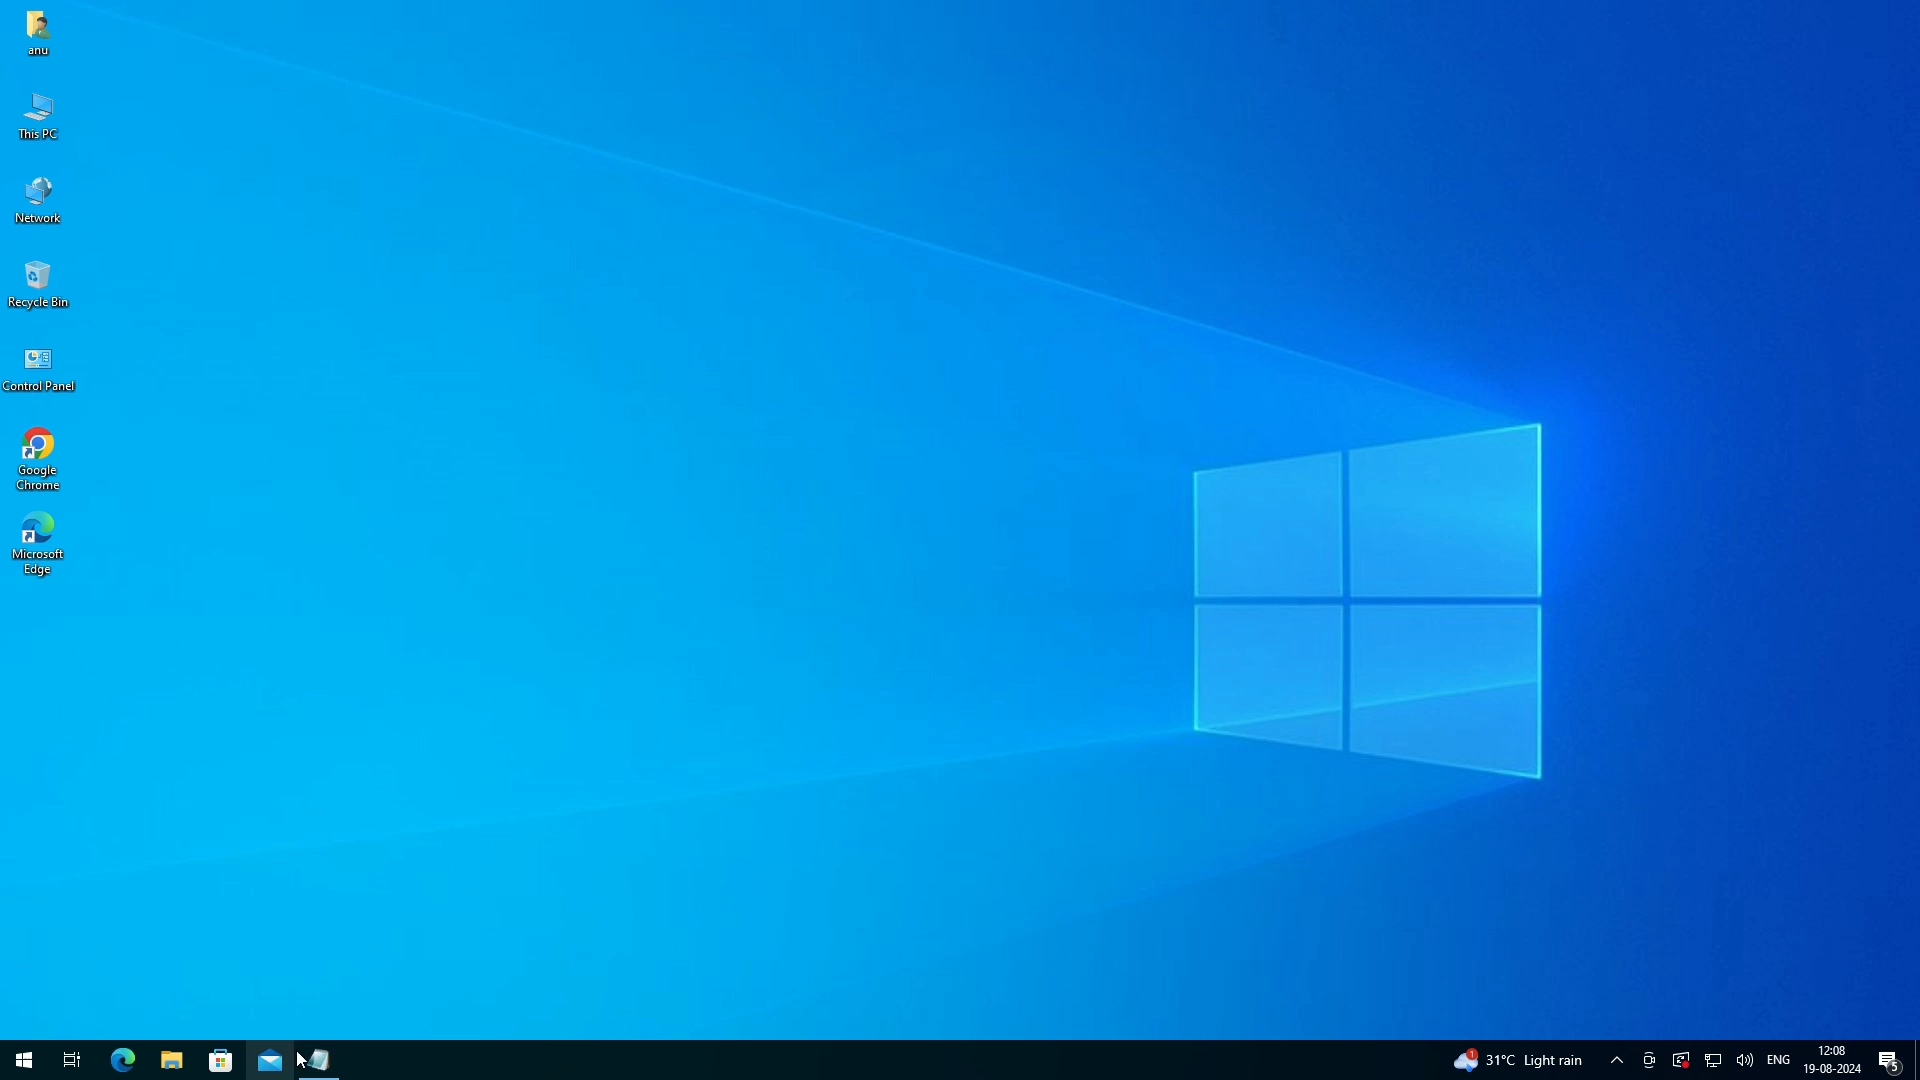 anu
This PC
Network
Recycle Bin
Control Panel
Google
Chrome
Microsoft
Edge
1
31°C Light rain
ENG
12:08
19-08-2024
5